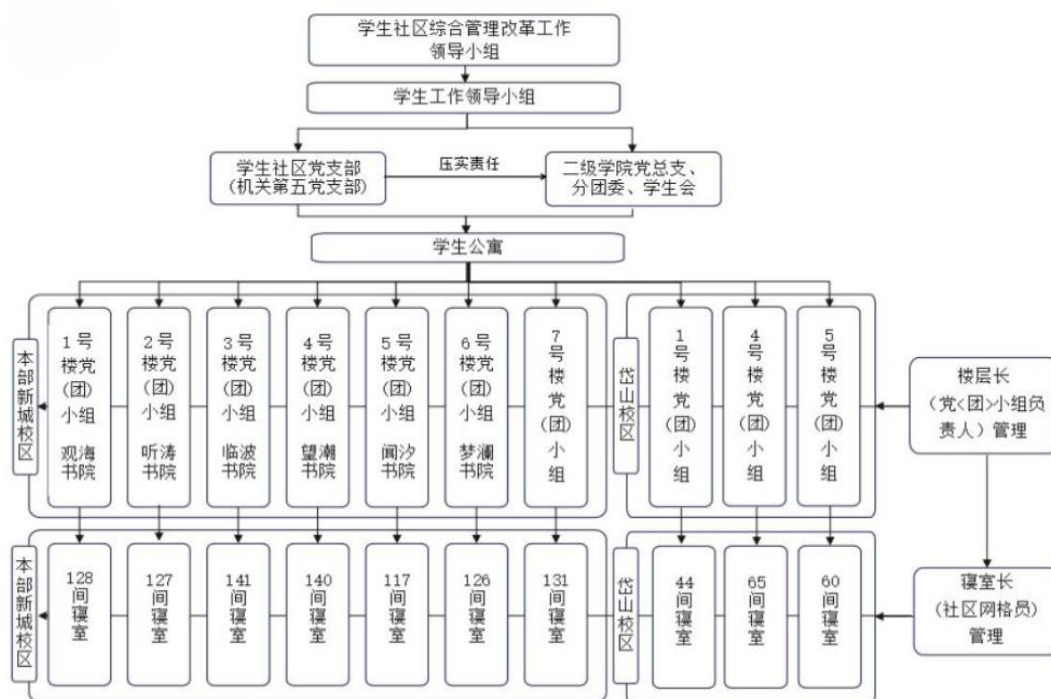 学生社区综合管理改革工作
领导小组
学生工作领导小组
学生社区党支部
(机关第五党支部)
压实责任
二级学院党总支、
分团委、学生会
学生公寓
本部新城校区
1号
楼党
(团)
小组
观海
书院
2号
楼党
(团)
小组
听涛
书院
3号
楼党
(团)
小组
临波
书院
4号
楼党
(团)
小组
望潮
书院
5号
楼党
(团)
小组
闻汐
书院
6号
楼党
(团)
小组
梦澜
书院
7号楼党(团)小组
岱山校区
1号楼党(团)小组
4号楼党(团)小组
5号楼党(团)小组
楼层长
(党<团>小组负
责人)管理
本部新城校区
128
间寝室
127
间寝室
141
间寝室
140
间寝室
117
间寝室
126
间寝室
131
间寝室
岱山校区
44
间寝室
65
间寝室
60
间寝室
寝室长
(社区网格员)
管理